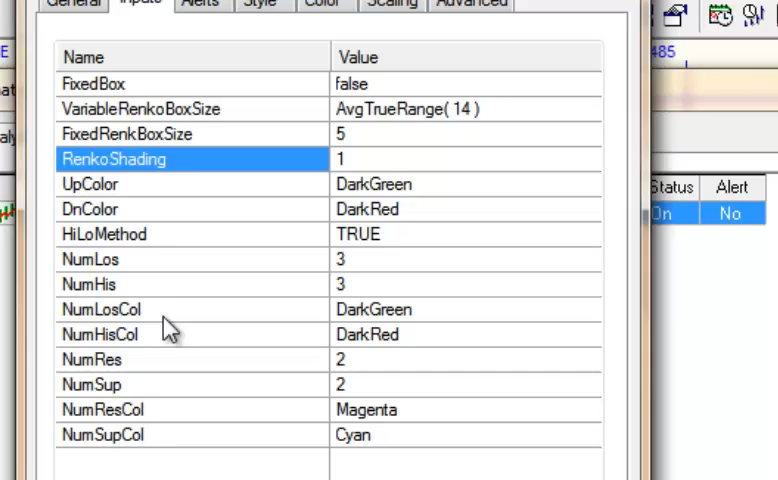 General Inputs Alerts Style Color Scaling Advanced
485
Name Value
FixedBox false
VariableRenkoBoxSize AvgTrueRange( 14 )
FixedRenkBoxSize 5
RenkoShading 1
UpColor DarkGreen
Status Alert
DnColor DarkRed
On No
HiLoMethod TRUE
NumLos 3
NumHis 3
NumLosCol DarkGreen
NumHisCol DarkRed
NumRes 2
NumSup 2
NumResCol Magenta
NumSupCol Cyan